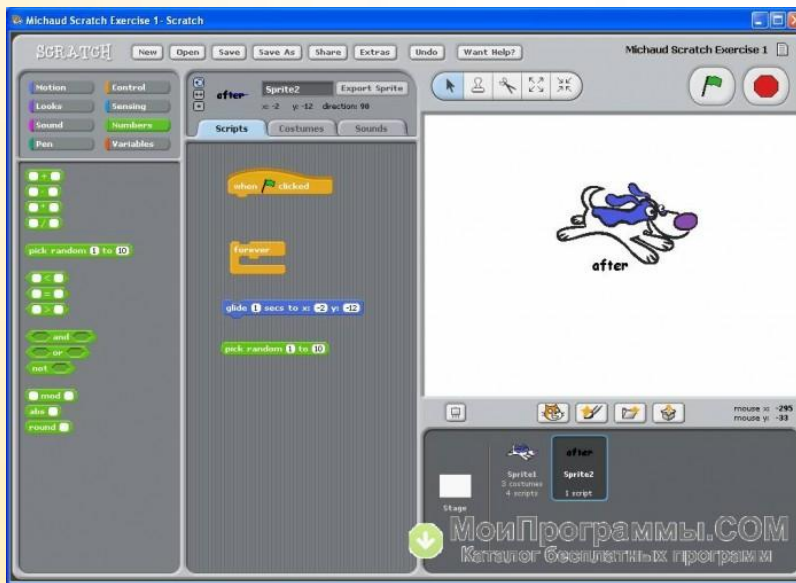 Michaud Scratch Exercise 1 - Scratch
SCRATCH New Open Save Save As Share Extras Undo Want Help? Michaud Scratch Exercise 1
Motion Control
Looks Sensing
Sound Numbers
Pen Variables
after Sprite2 Export Sprite
x: -2 y: -12 direction: 90
Scripts Costumes Sounds
+
-
*
/
pick random 1 to 10
<
=
>
and
or
not
mod
abs
round
when clicked
forever
glide 1 secs to x: -2 y: -12
pick random 1 to 10
after
mouse x: -295
mouse y: -33
Stage
Sprite1
3 costumes
4 scripts
after
Sprite2
1 script
МоиПрограммы.COM
Каталог бесплатных программ